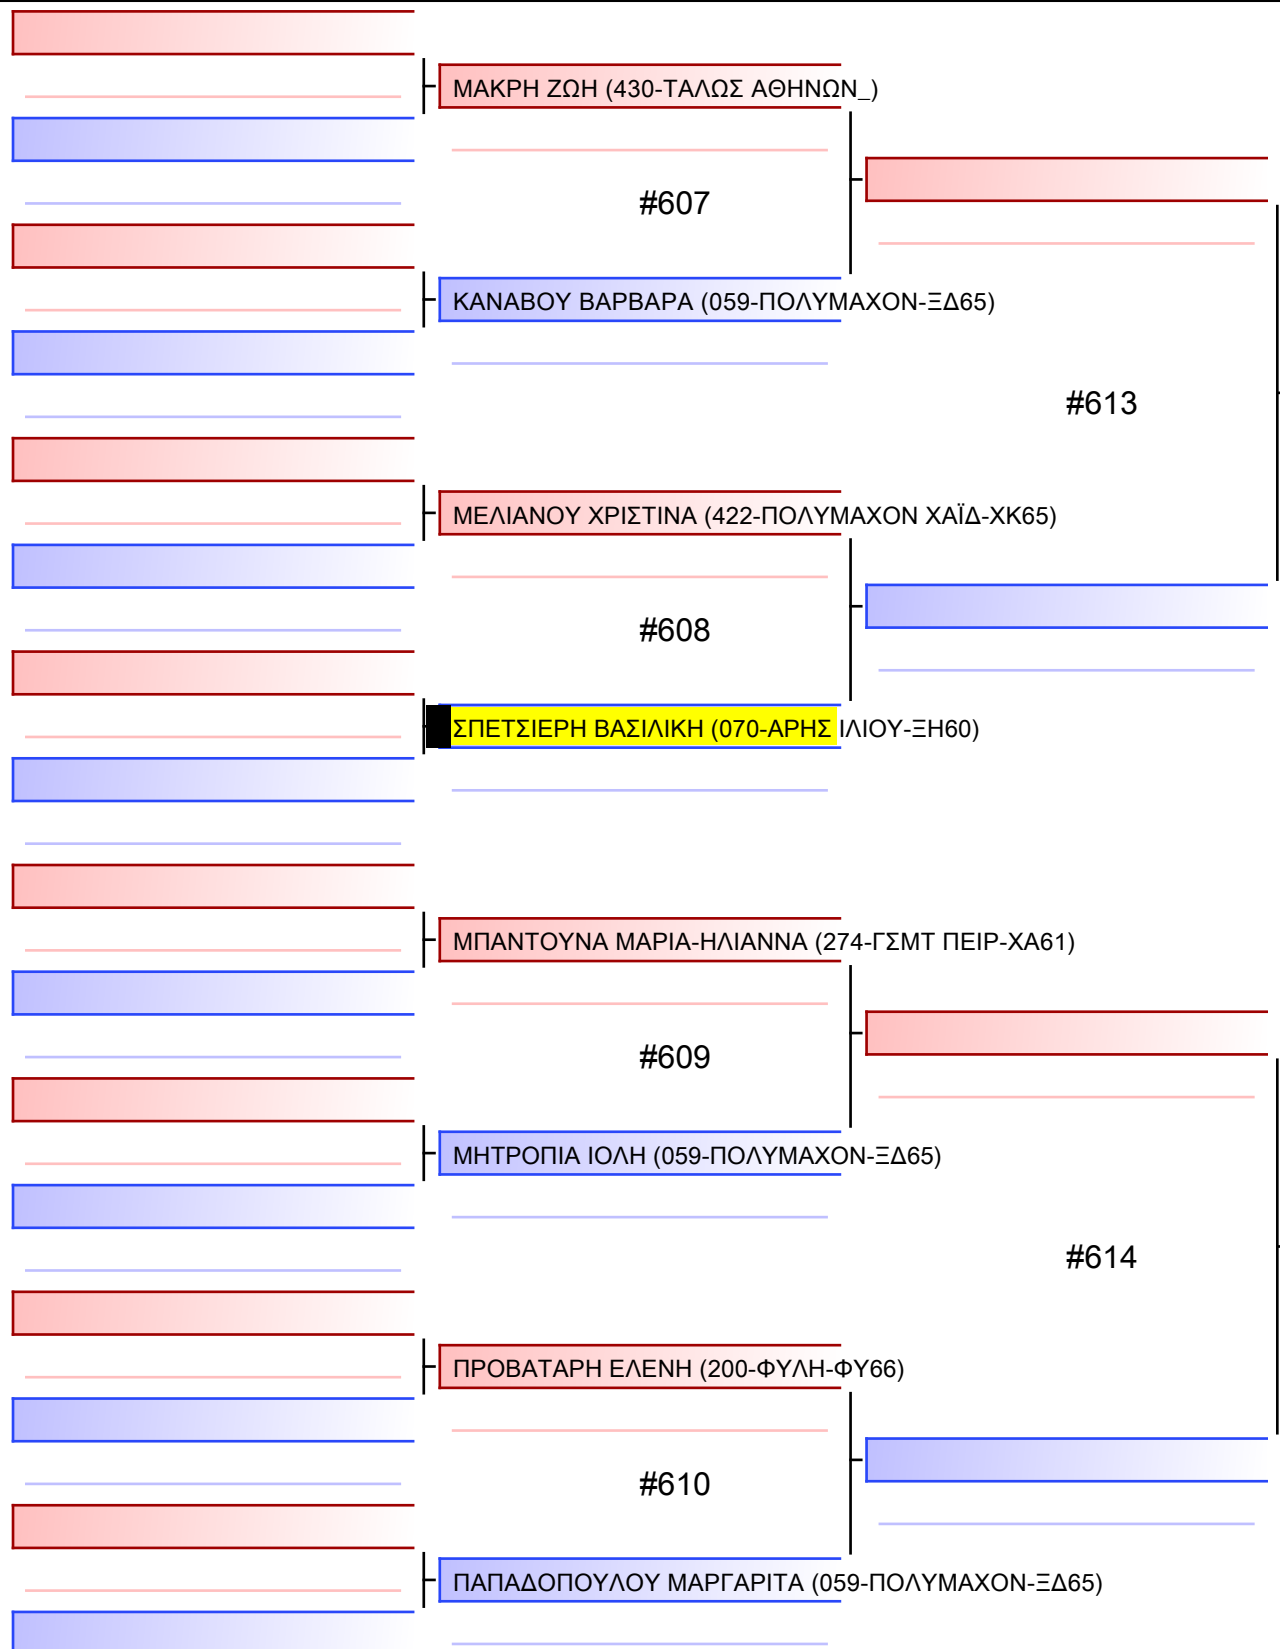 ΜΑΚΡΗ ΖΩΗ (430-ΤΑΛΩΣ ΑΘΗΝΩΝ_)
#607
ΚΑΝΑΒΟΥ ΒΑΡΒΑΡΑ (059-ΠΟΛΥΜΑΧΟΝ-ΞΔ65)
#613
ΜΕΛΙΑΝΟΥ ΧΡΙΣΤΙΝΑ (422-ΠΟΛΥΜΑΧΟΝ ΧΑΪΔ-ΧΚ65)
#608
ΣΠΕΤΣΙΕΡΗ ΒΑΣΙΛΙΚΗ (070-ΑΡΗΣ ΙΛΙΟΥ-ΞΗ60)
ΜΠΑΝΤΟΥΝΑ ΜΑΡΙΑ-ΗΛΙΑΝΝΑ (274-ΓΣΜΤ ΠΕΙΡ-ΧΑ61)
#609
ΜΗΤΡΟΠΙΑ ΙΟΛΗ (059-ΠΟΛΥΜΑΧΟΝ-ΞΔ65)
#614
ΠΡΟΒΑΤΑΡΗ ΕΛΕΝΗ (200-ΦΥΛΗ-ΦΥ66)
#610
ΠΑΠΑΔΟΠΟΥΛΟΥ ΜΑΡΓΑΡΙΤΑ (059-ΠΟΛΥΜΑΧΟΝ-ΞΔ65)